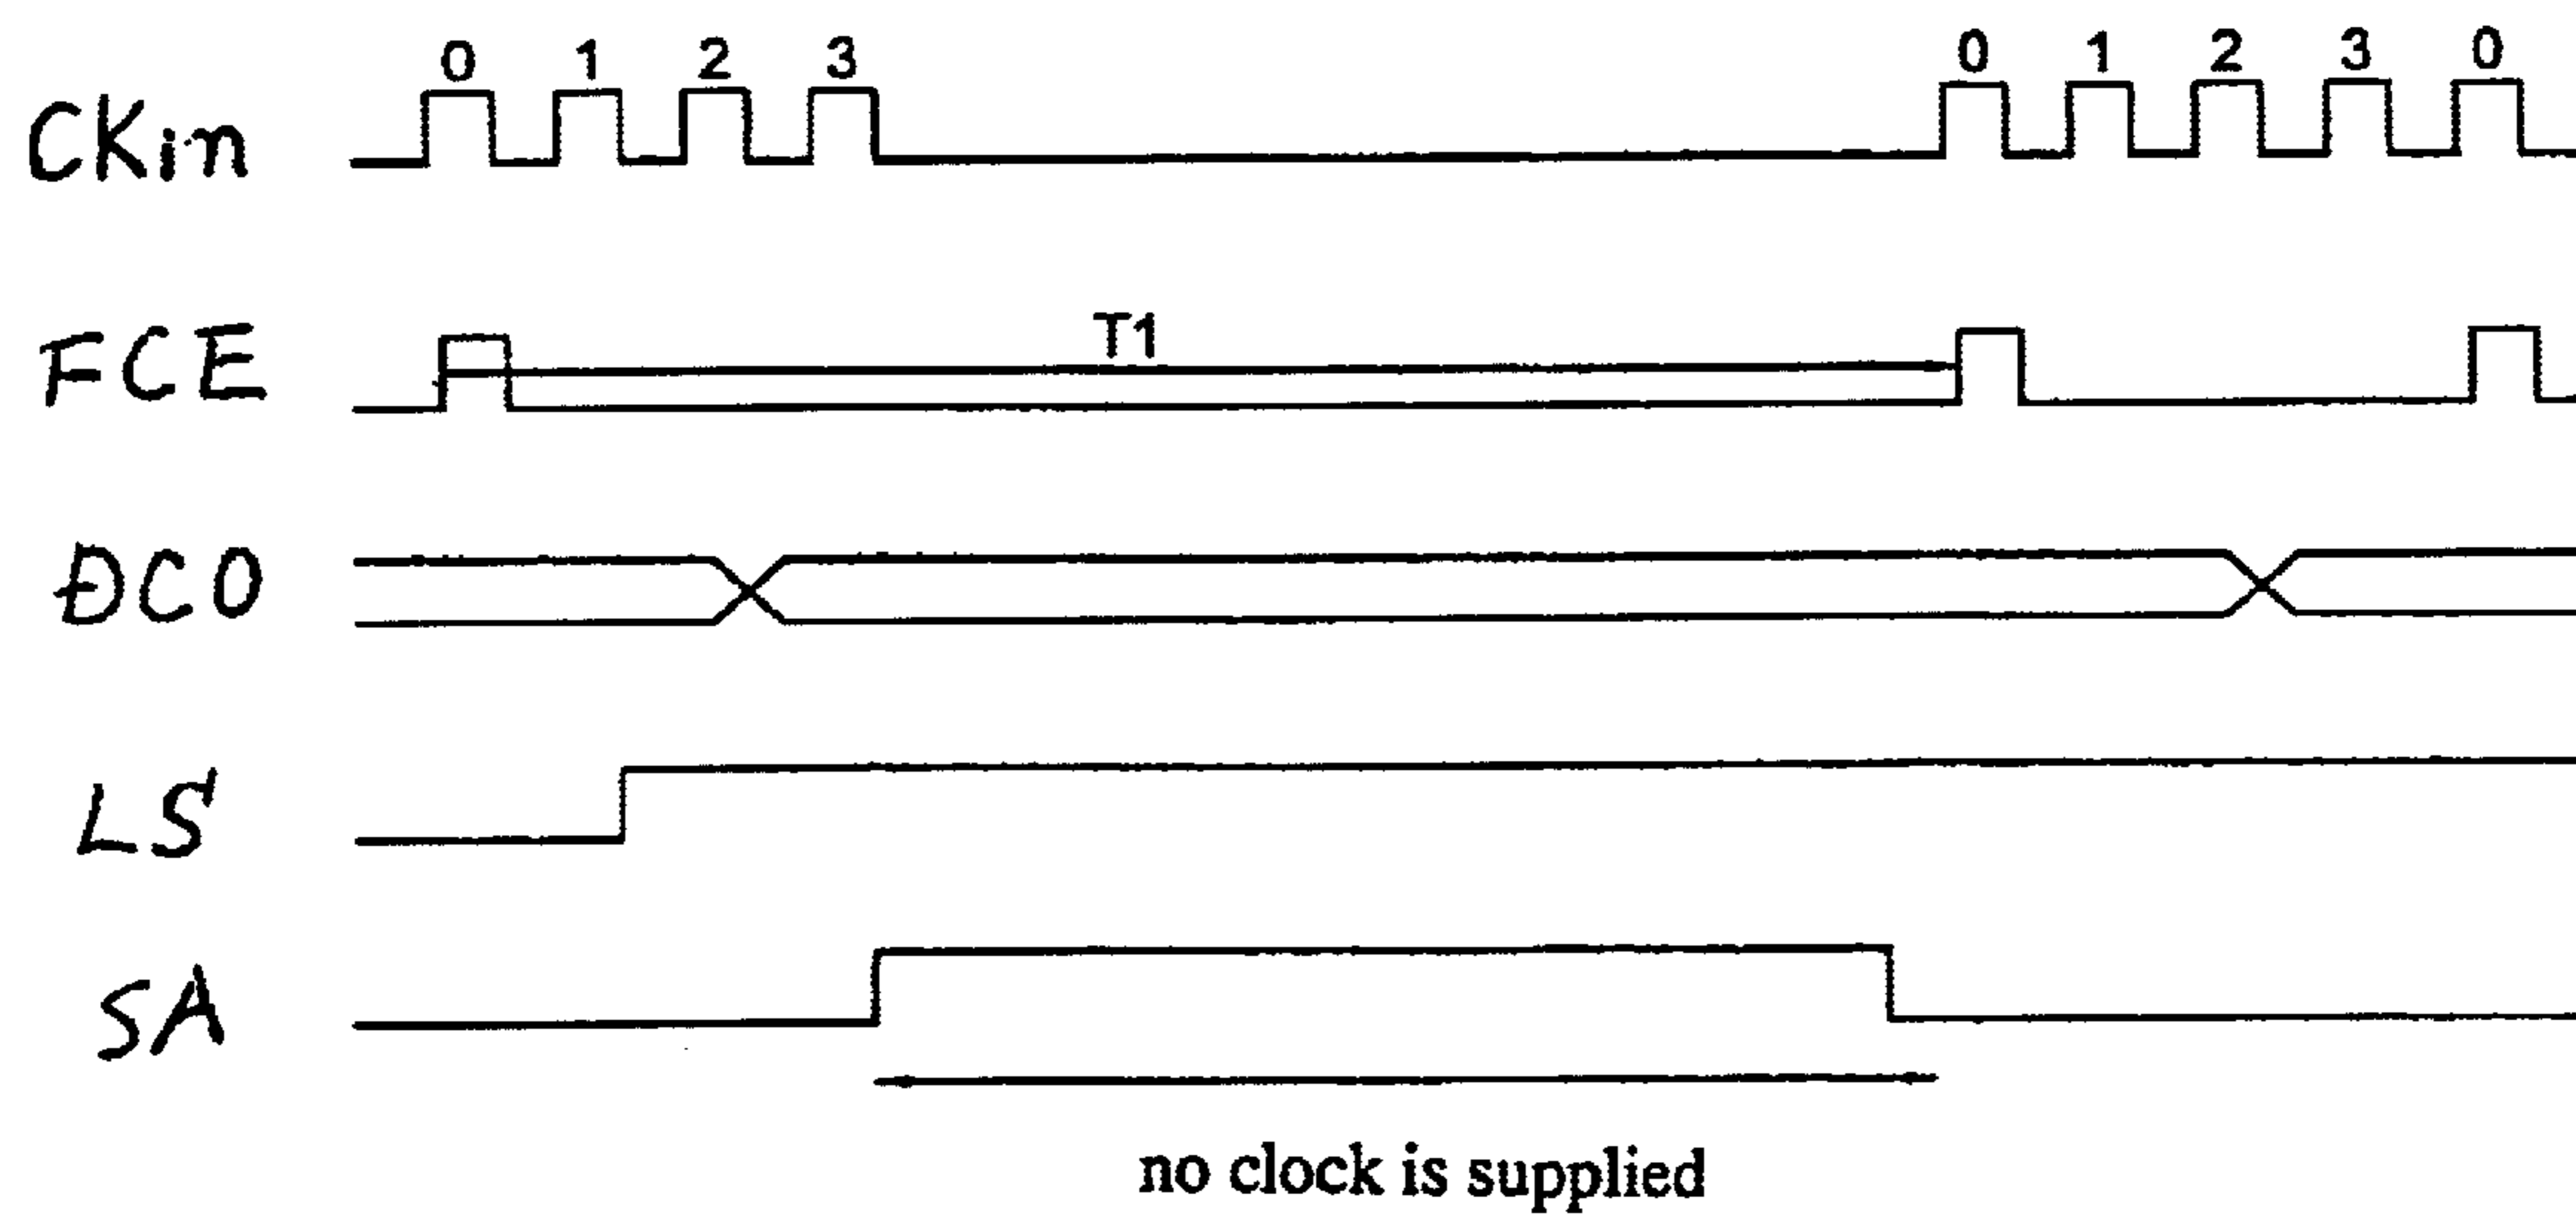 0 1 2 3 0 1 2 3 0
CKin
T1
FCE
DCO
LS
SA
no clock is supplied